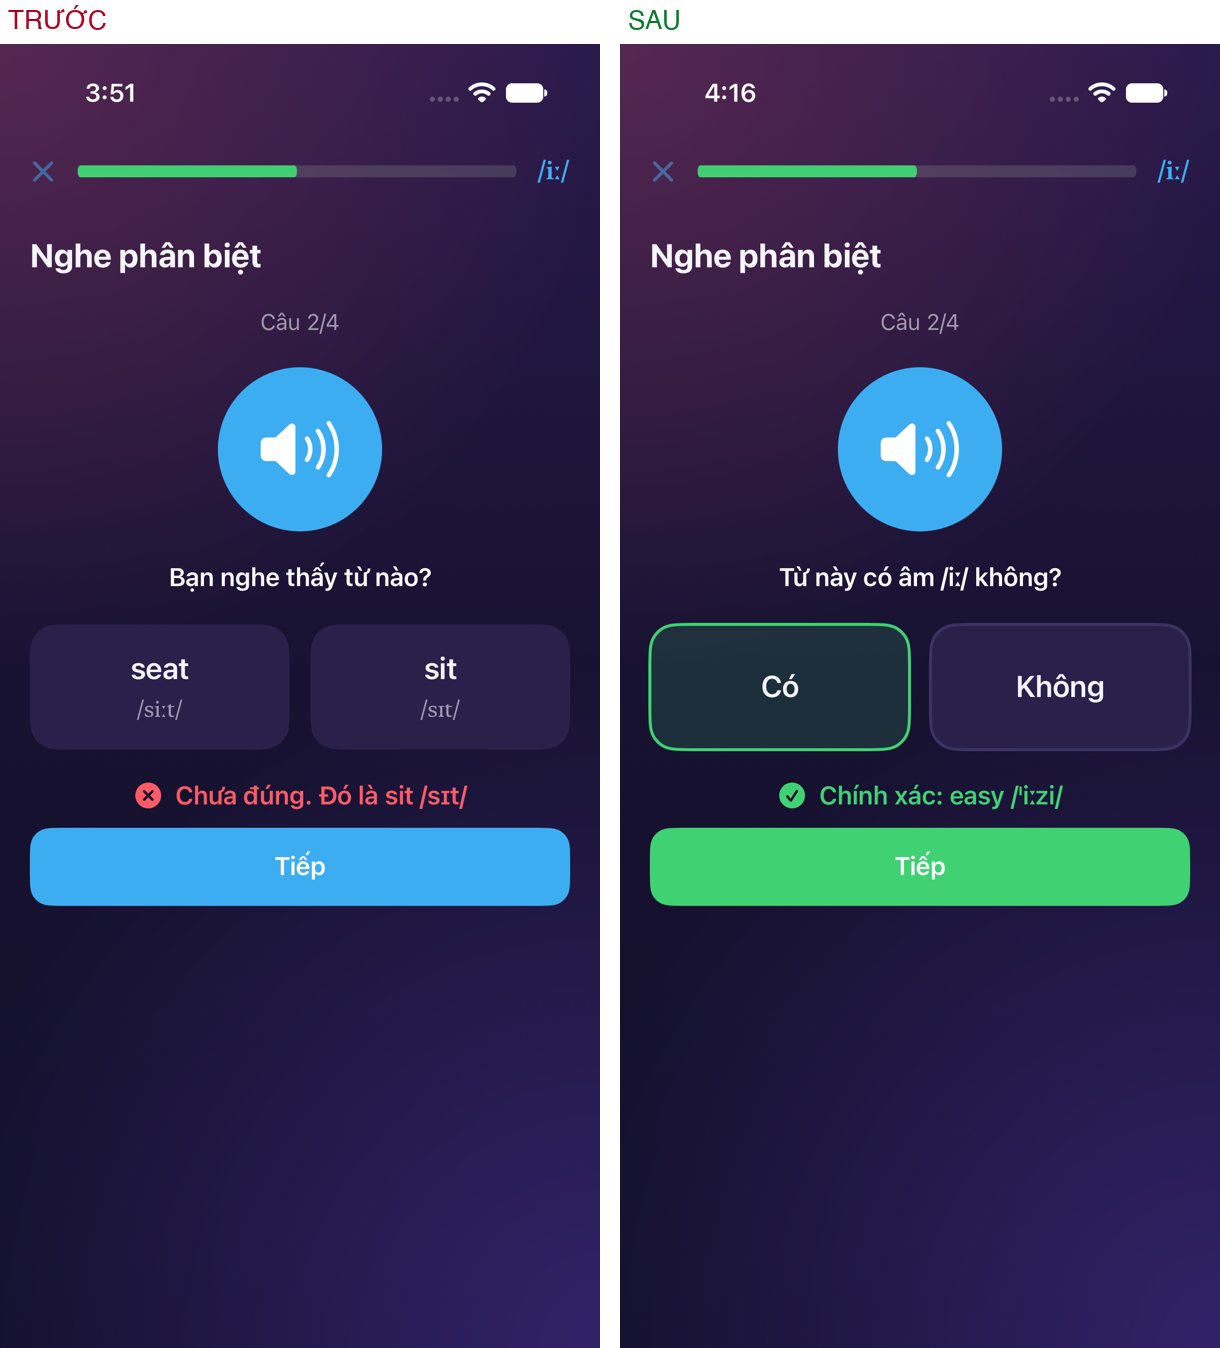 TRƯỚC
3:51
/iː/
Nghe phân biệt
Câu 2/4
Bạn nghe thấy từ nào?
seat
/siːt/
sit
/sɪt/
Chưa đúng. Đó là sit /sɪt/
Tiếp
SAU
4:16
/iː/
Nghe phân biệt
Câu 2/4
Từ này có âm /iː/ không?
Có
Không
Chính xác: easy /ˈiːzi/
Tiếp